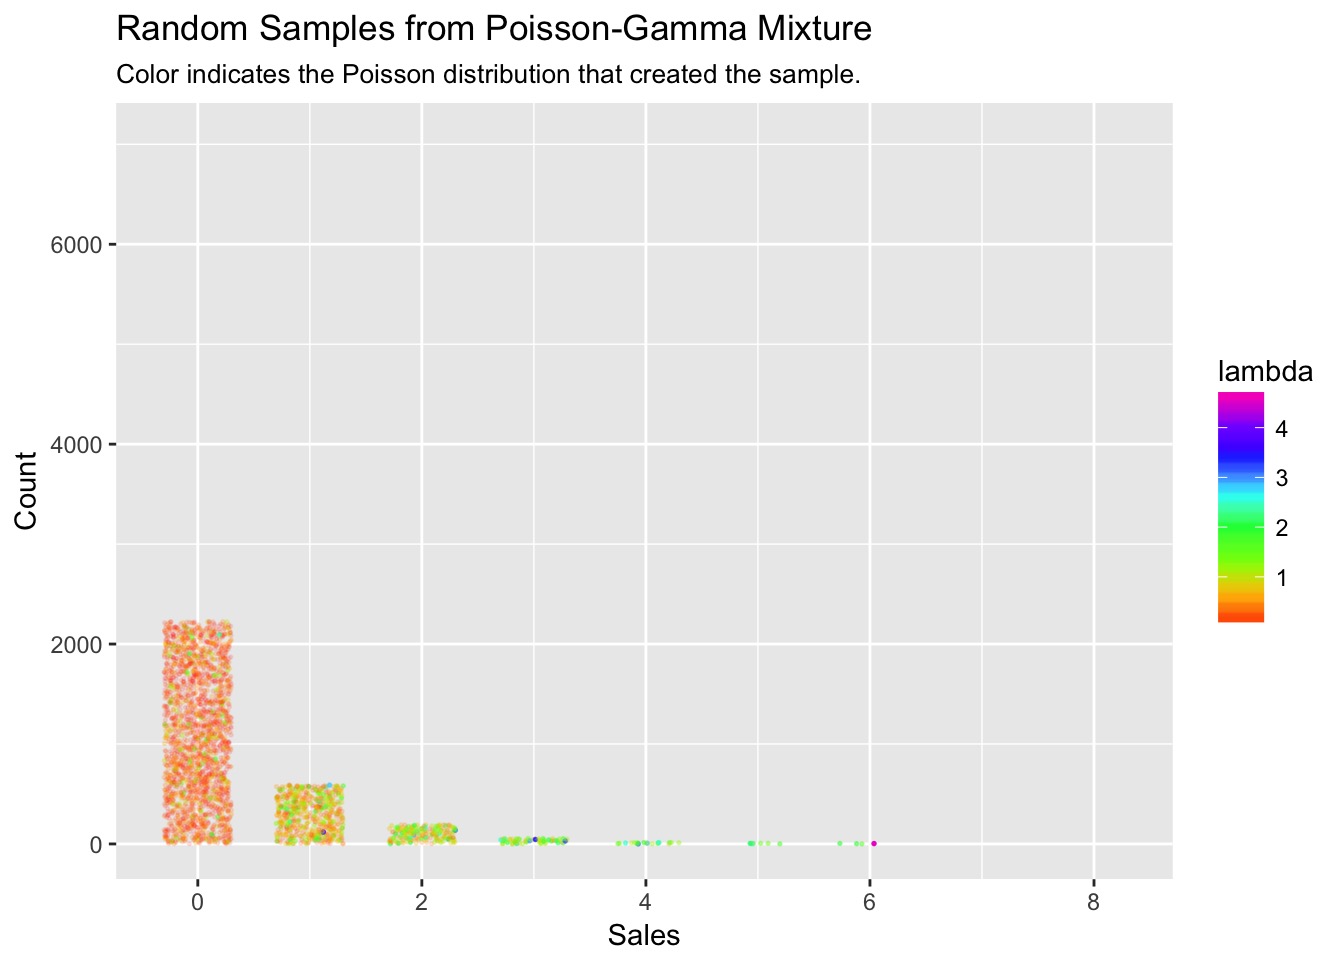 Random Samples from Poisson-Gamma Mixture
Color indicates the Poisson distribution that created the sample.
6000
4000
2000
0
Count
0 2 4 6 8
Sales
lambda
4
3
2
1